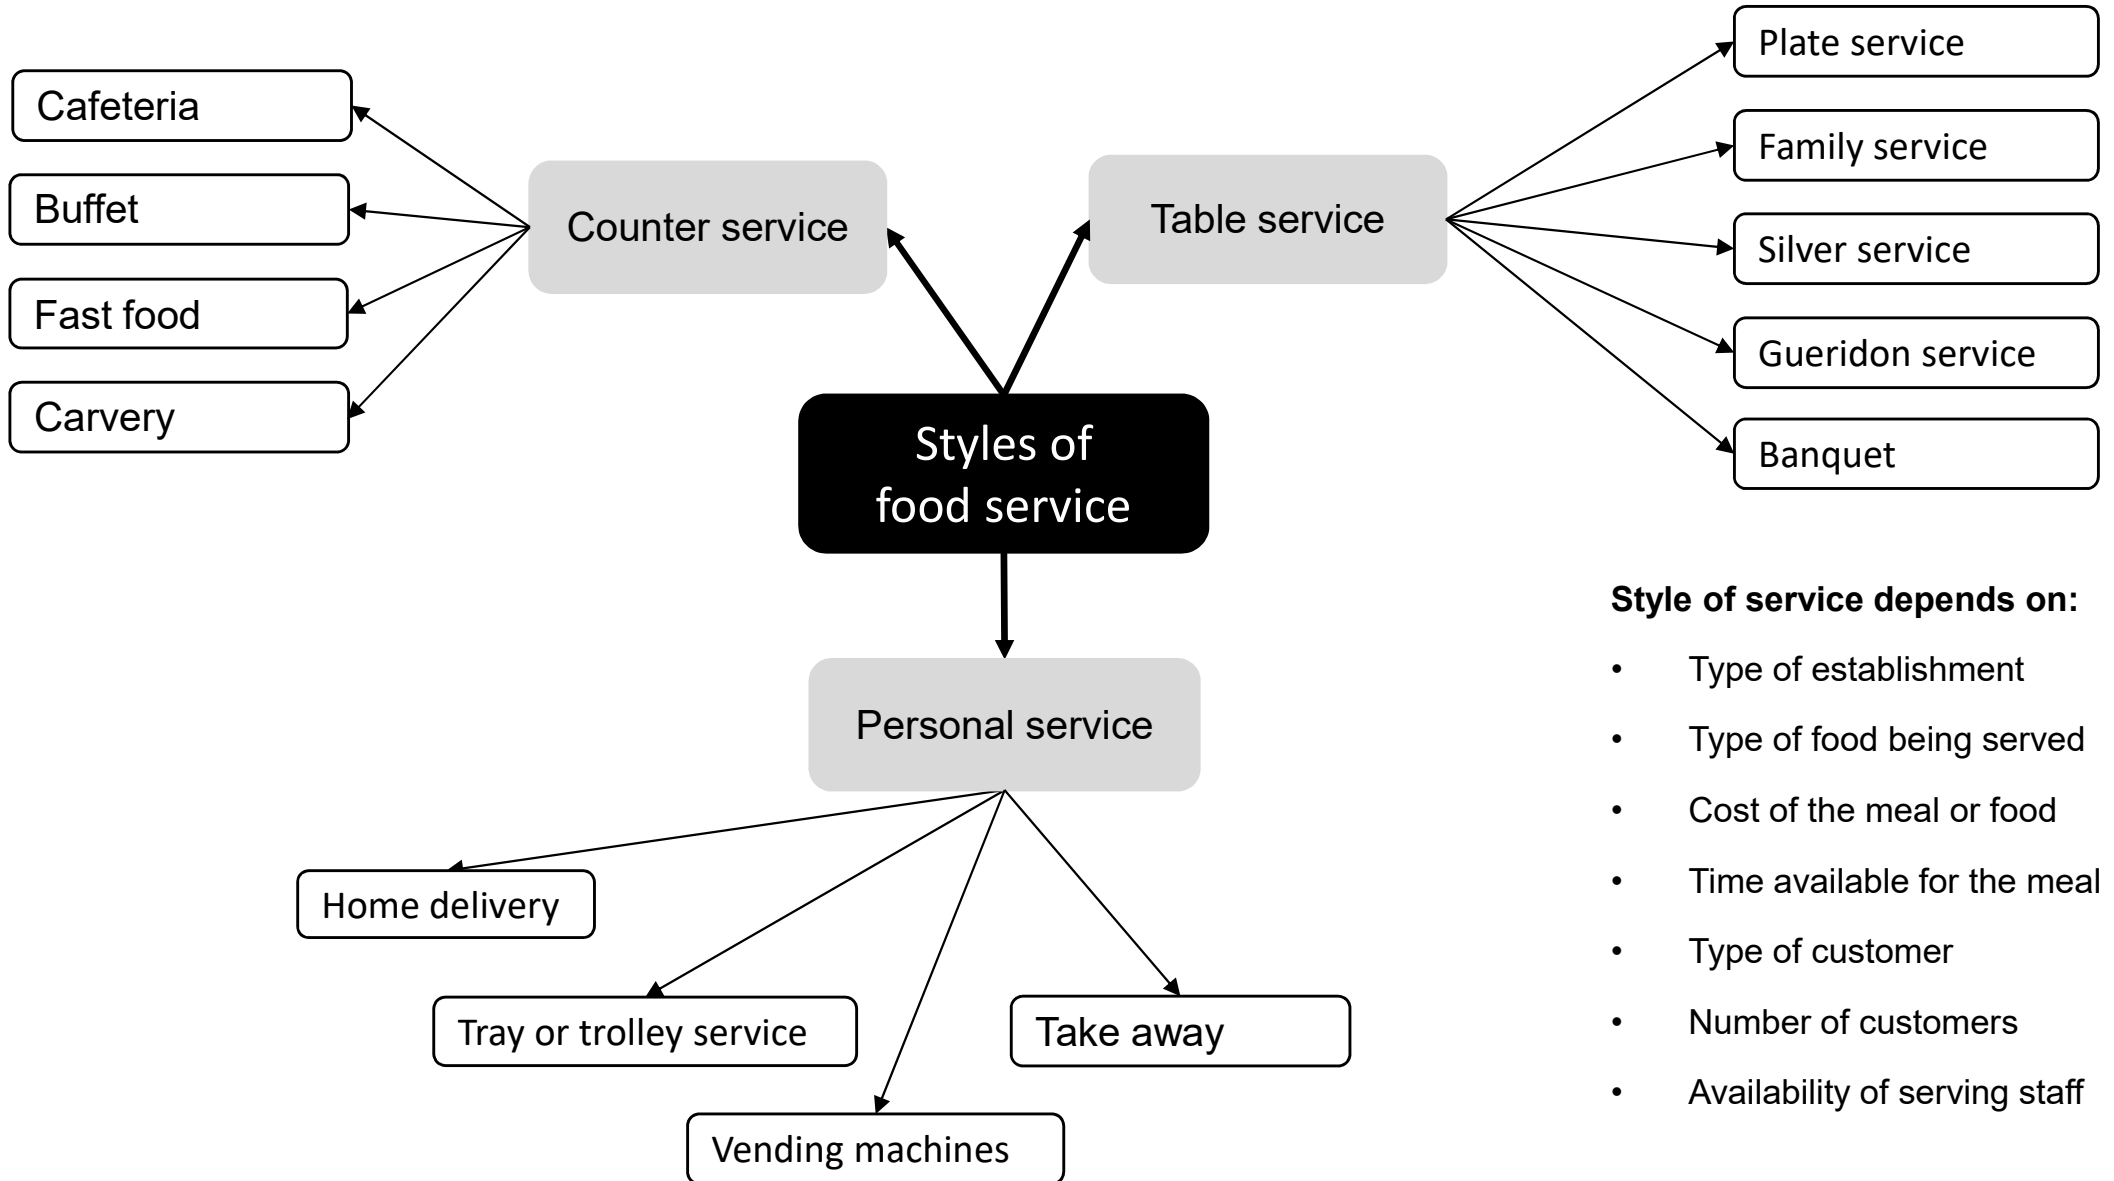 Cafeteria
Buffet
Fast food
Carvery
Counter service
Table service
Plate service
Family service
Silver service
Gueridon service
Banquet
Styles of
food service
Personal service
Home delivery
Tray or trolley service
Vending machines
Take away
Style of service depends on:
• Type of establishment
• Type of food being served
• Cost of the meal or food
• Time available for the meal
• Type of customer
• Number of customers
• Availability of serving staff